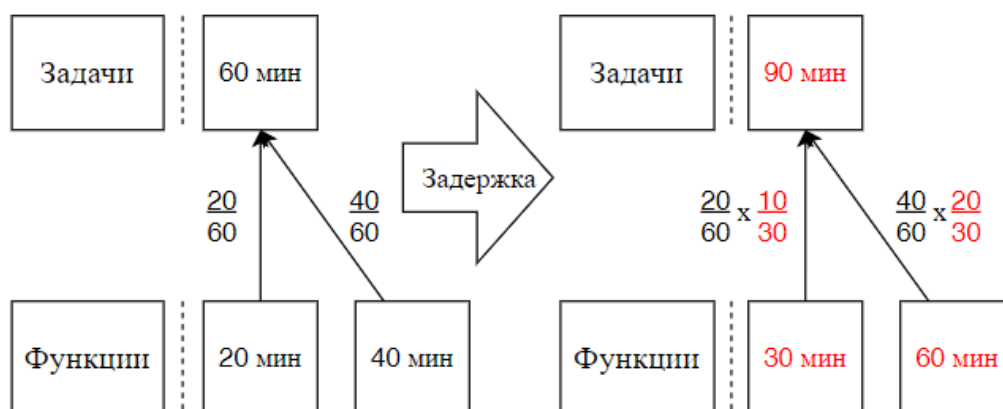 Задачи
60 мин
20
60
40
60
Функции
20 мин
40 мин
Задержка
Задачи
90 мин
20 x 10
60 30
40 x 20
60 30
Функции
30 мин
60 мин